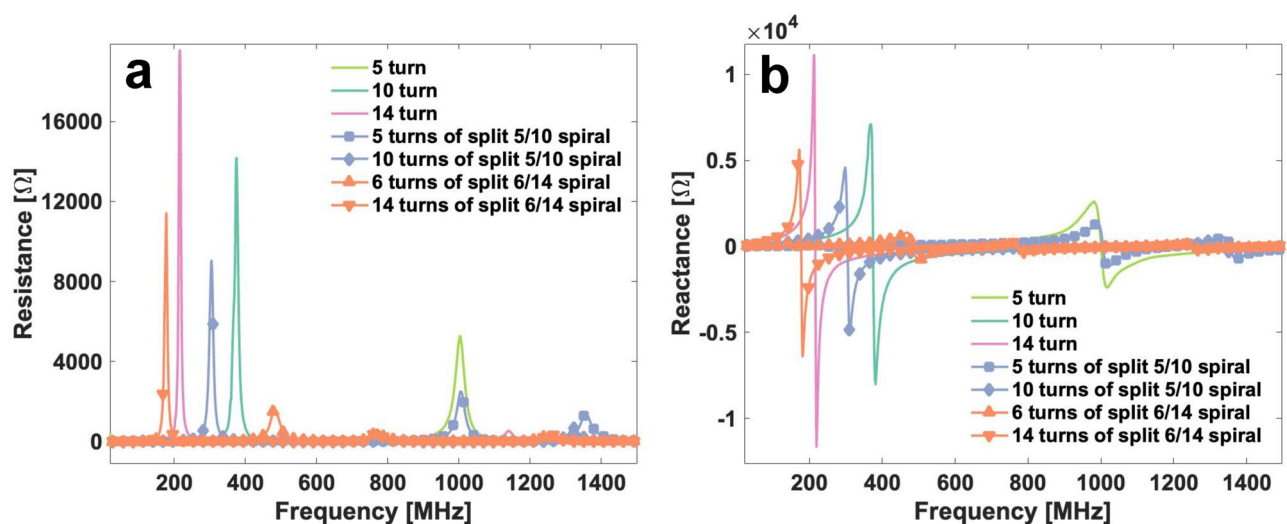 a
Resistance [Ω]
16000
12000
8000
4000
0
200 400 600 800 1000 1200 1400
Frequency [MHz]
5 turn
10 turn
14 turn
5 turns of split 5/10 spiral
10 turns of split 5/10 spiral
6 turns of split 6/14 spiral
14 turns of split 6/14 spiral
b
×10⁴
Reactance [Ω]
1
0.5
0
-0.5
-1
200 400 600 800 1000 1200 1400
Frequency [MHz]
5 turn
10 turn
14 turn
5 turns of split 5/10 spiral
10 turns of split 5/10 spiral
6 turns of split 6/14 spiral
14 turns of split 6/14 spiral